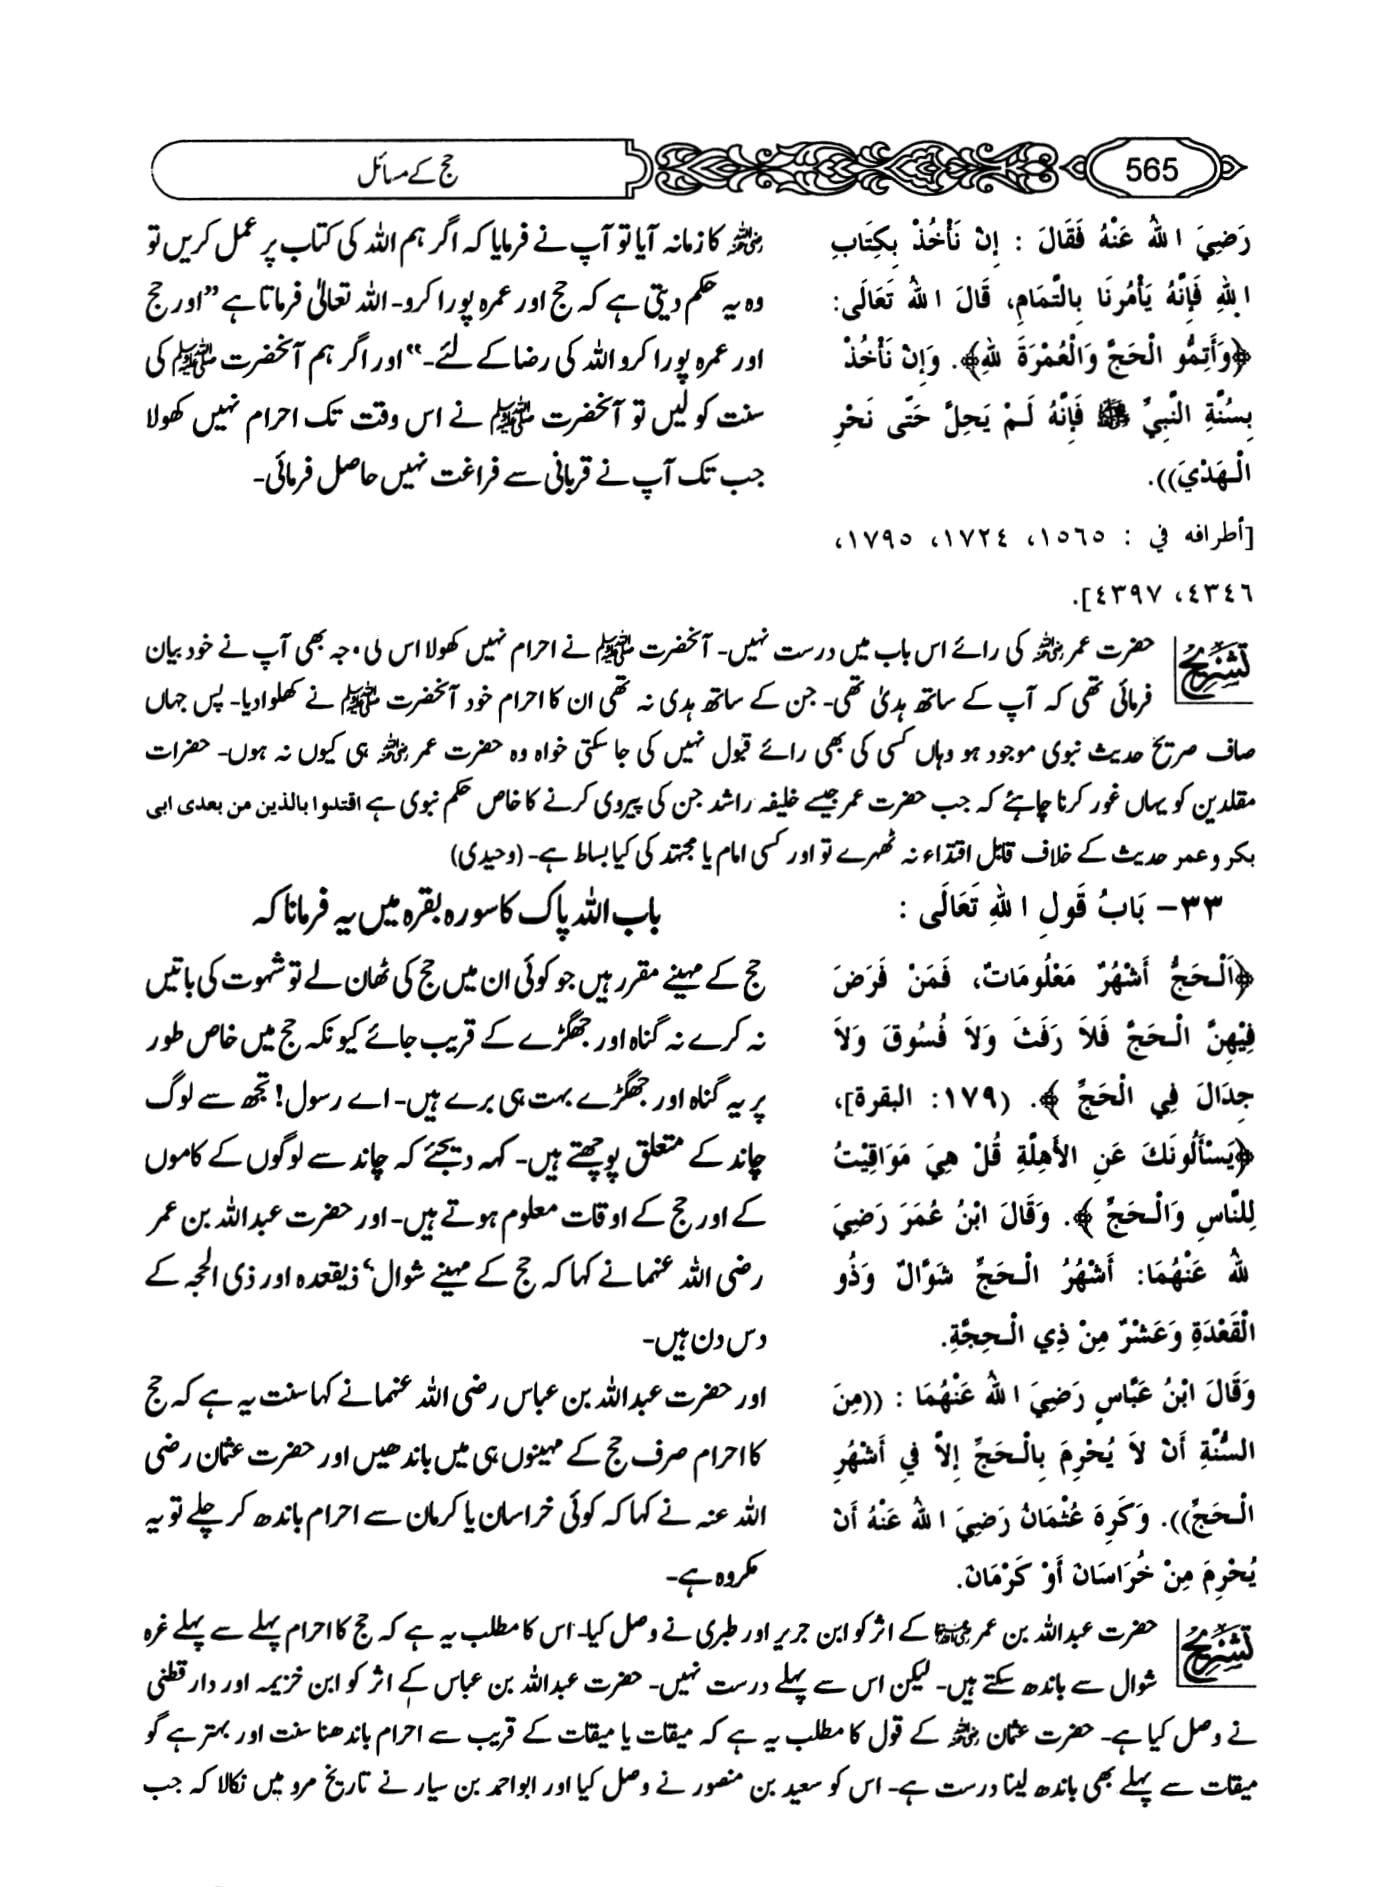 565
حج کے مسائل
رَضِيَ اللهُ عَنْهُ فَقَالَ : إِنْ نَأْخُذْ بِكِتَابِ
اللهِ فَإِنَّهُ يَأْمُرُنَا بِالتَّمَامِ، قَالَ اللهُ تَعَالَى:
﴿وَأَتِمُّو الْحَجَّ وَالْعُمْرَةَ للهِ﴾. وَإِنْ نَأْخُذْ
بِسُنَّةِ النَّبِيِّ ﷺ فَإِنَّهُ لَمْ يَحِلَّ حَتَّى نَحْرِ
الْهَدْيَ)).
[أطرافه في : ١٥٦٥، ١٧٢٤، ١٧٩٥،
٤٣٤٦، ٤٣٩٧].
رضی اللہ عنہ کا زمانہ آیا تو آپ نے فرمایا کہ اگر ہم اللہ کی کتاب پر عمل کریں تو
وہ یہ حکم دیتی ہے کہ حج اور عمرہ پورا کرو۔ اللہ تعالیٰ فرماتا ہے ”اور حج
اور عمرہ پورا کرو اللہ کی رضا کے لئے۔“ اور اگر ہم آنحضرت ﷺ کی
سنت کو لیں تو آنحضرت ﷺ نے اس وقت تک احرام نہیں کھولا
جب تک آپ نے قربانی سے فراغت نہیں حاصل فرمائی۔
تشریح حضرت عمر رضی اللہ عنہ کی رائے اس باب میں درست نہیں۔ آنحضرت ﷺ نے احرام نہیں کھولا اس کی وجہ بھی آپ نے خود بیان
فرمائی تھی کہ آپ کے ساتھ ہدی تھی۔ جن کے ساتھ ہدی نہ تھی ان کا احرام خود آنحضرت ﷺ نے کھلوا دیا۔ پس جہاں
صاف صریح حدیث نبوی موجود ہو وہاں کسی کی بھی رائے قبول نہیں کی جا سکتی خواہ وہ حضرت عمر رضی اللہ عنہ ہی کیوں نہ ہوں۔ حضرات
مقلدین کو یہاں غور کرنا چاہئے کہ جب حضرت عمر جیسے خلیفہ راشد جن کی پیروی کرنے کا خاص حکم نبوی ہے اقتدلوا بالذین من بعدی ابی
بکر وعمر حدیث کے خلاف قابل اقتداء نہ ٹھہرے تو اور کسی امام یا مجتہد کی کیا بساط ہے۔ (وحیدی)
٣٣– بَابُ قَولِ اللهِ تَعَالَى :
﴿اَلْحَجُّ أَشْهُرٌ مَعْلُومَاتٌ، فَمَنْ فَرَضَ
فِيْهِنَّ الْحَجَّ فَلاَ رَفَثَ وَلاَ فُسُوقَ وَلاَ
جِدَالَ فِي الْحَجِّ﴾. (١٧٩: البقرة]،
﴿يَسْأَلُونَكَ عَنِ الأَهِلَّةِ قُلْ هِيَ مَوَاقِيْتُ
لِلنَّاسِ وَالْحَجِّ﴾. وَقَالَ ابْنُ عُمَرَ رَضِيَ
للهُ عَنْهُمَا: أَشْهُرُ الْحَجِّ شَوَّالٌ وَذُو
الْقَعْدَةِ وَعَشْرٌ مِنْ ذِي الْحِجَّةِ.
وَقَالَ ابْنُ عَبَّاسٍ رَضِيَ اللهُ عَنْهُمَا : ((مِنَ
السُّنَّةِ أَنْ لاَ يُحْرِمَ بِالْحَجِّ إِلاَّ فِي أَشْهُرِ
الْحَجِّ)). وَكَرِهَ عُثْمَانُ رَضِيَ اللهُ عَنْهُ أَنْ
يُحْرِمَ مِنْ خُرَاسَانَ أَوْ كَرْمَانَ.
باب اللہ پاک کا سورہ بقرہ میں یہ فرمانا کہ
حج کے مہینے مقرر ہیں جو کوئی ان میں حج کی ٹھان لے تو شہوت کی باتیں
نہ کرے نہ گناہ اور جھگڑے کے قریب جائے کیونکہ حج میں خاص طور
پر یہ گناہ اور جھگڑے بہت ہی برے ہیں۔ اے رسول! تجھ سے لوگ
چاند کے متعلق پوچھتے ہیں۔ کہہ دیجئے کہ چاند سے لوگوں کے کاموں
کے اور حج کے اوقات معلوم ہوتے ہیں۔ اور حضرت عبداللہ بن عمر
رضی اللہ عنہما نے کہا کہ حج کے مہینے شوال‘ ذیقعدہ اور ذی الحجہ کے
دس دن ہیں۔
اور حضرت عبداللہ بن عباس رضی اللہ عنہما نے کہا سنت یہ ہے کہ حج
کا احرام صرف حج کے مہینوں ہی میں باندھیں اور حضرت عثمان رضی
اللہ عنہ نے کہا کہ کوئی خراسان یا کرمان سے احرام باندھ کر چلے تو یہ
مکروہ ہے۔
تشریح حضرت عبداللہ بن عمر رضی اللہ عنہما کے اثر کو ابن جریر اور طبری نے وصل کیا۔ اس کا مطلب یہ ہے کہ حج کا احرام پہلے سے پہلے غرہ
شوال سے باندھ سکتے ہیں۔ لیکن اس سے پہلے درست نہیں۔ حضرت عبداللہ بن عباس کے اثر کو ابن خزیمہ اور دار قطنی
نے وصل کیا ہے۔ حضرت عثمان رضی اللہ عنہ کے قول کا مطلب یہ ہے کہ میقات یا میقات کے قریب سے احرام باندھنا سنت اور بہتر ہے گو
میقات سے پہلے بھی باندھ لینا درست ہے۔ اس کو سعید بن منصور نے وصل کیا اور ابواحمد بن سیار نے تاریخ مرو میں نکالا کہ جب